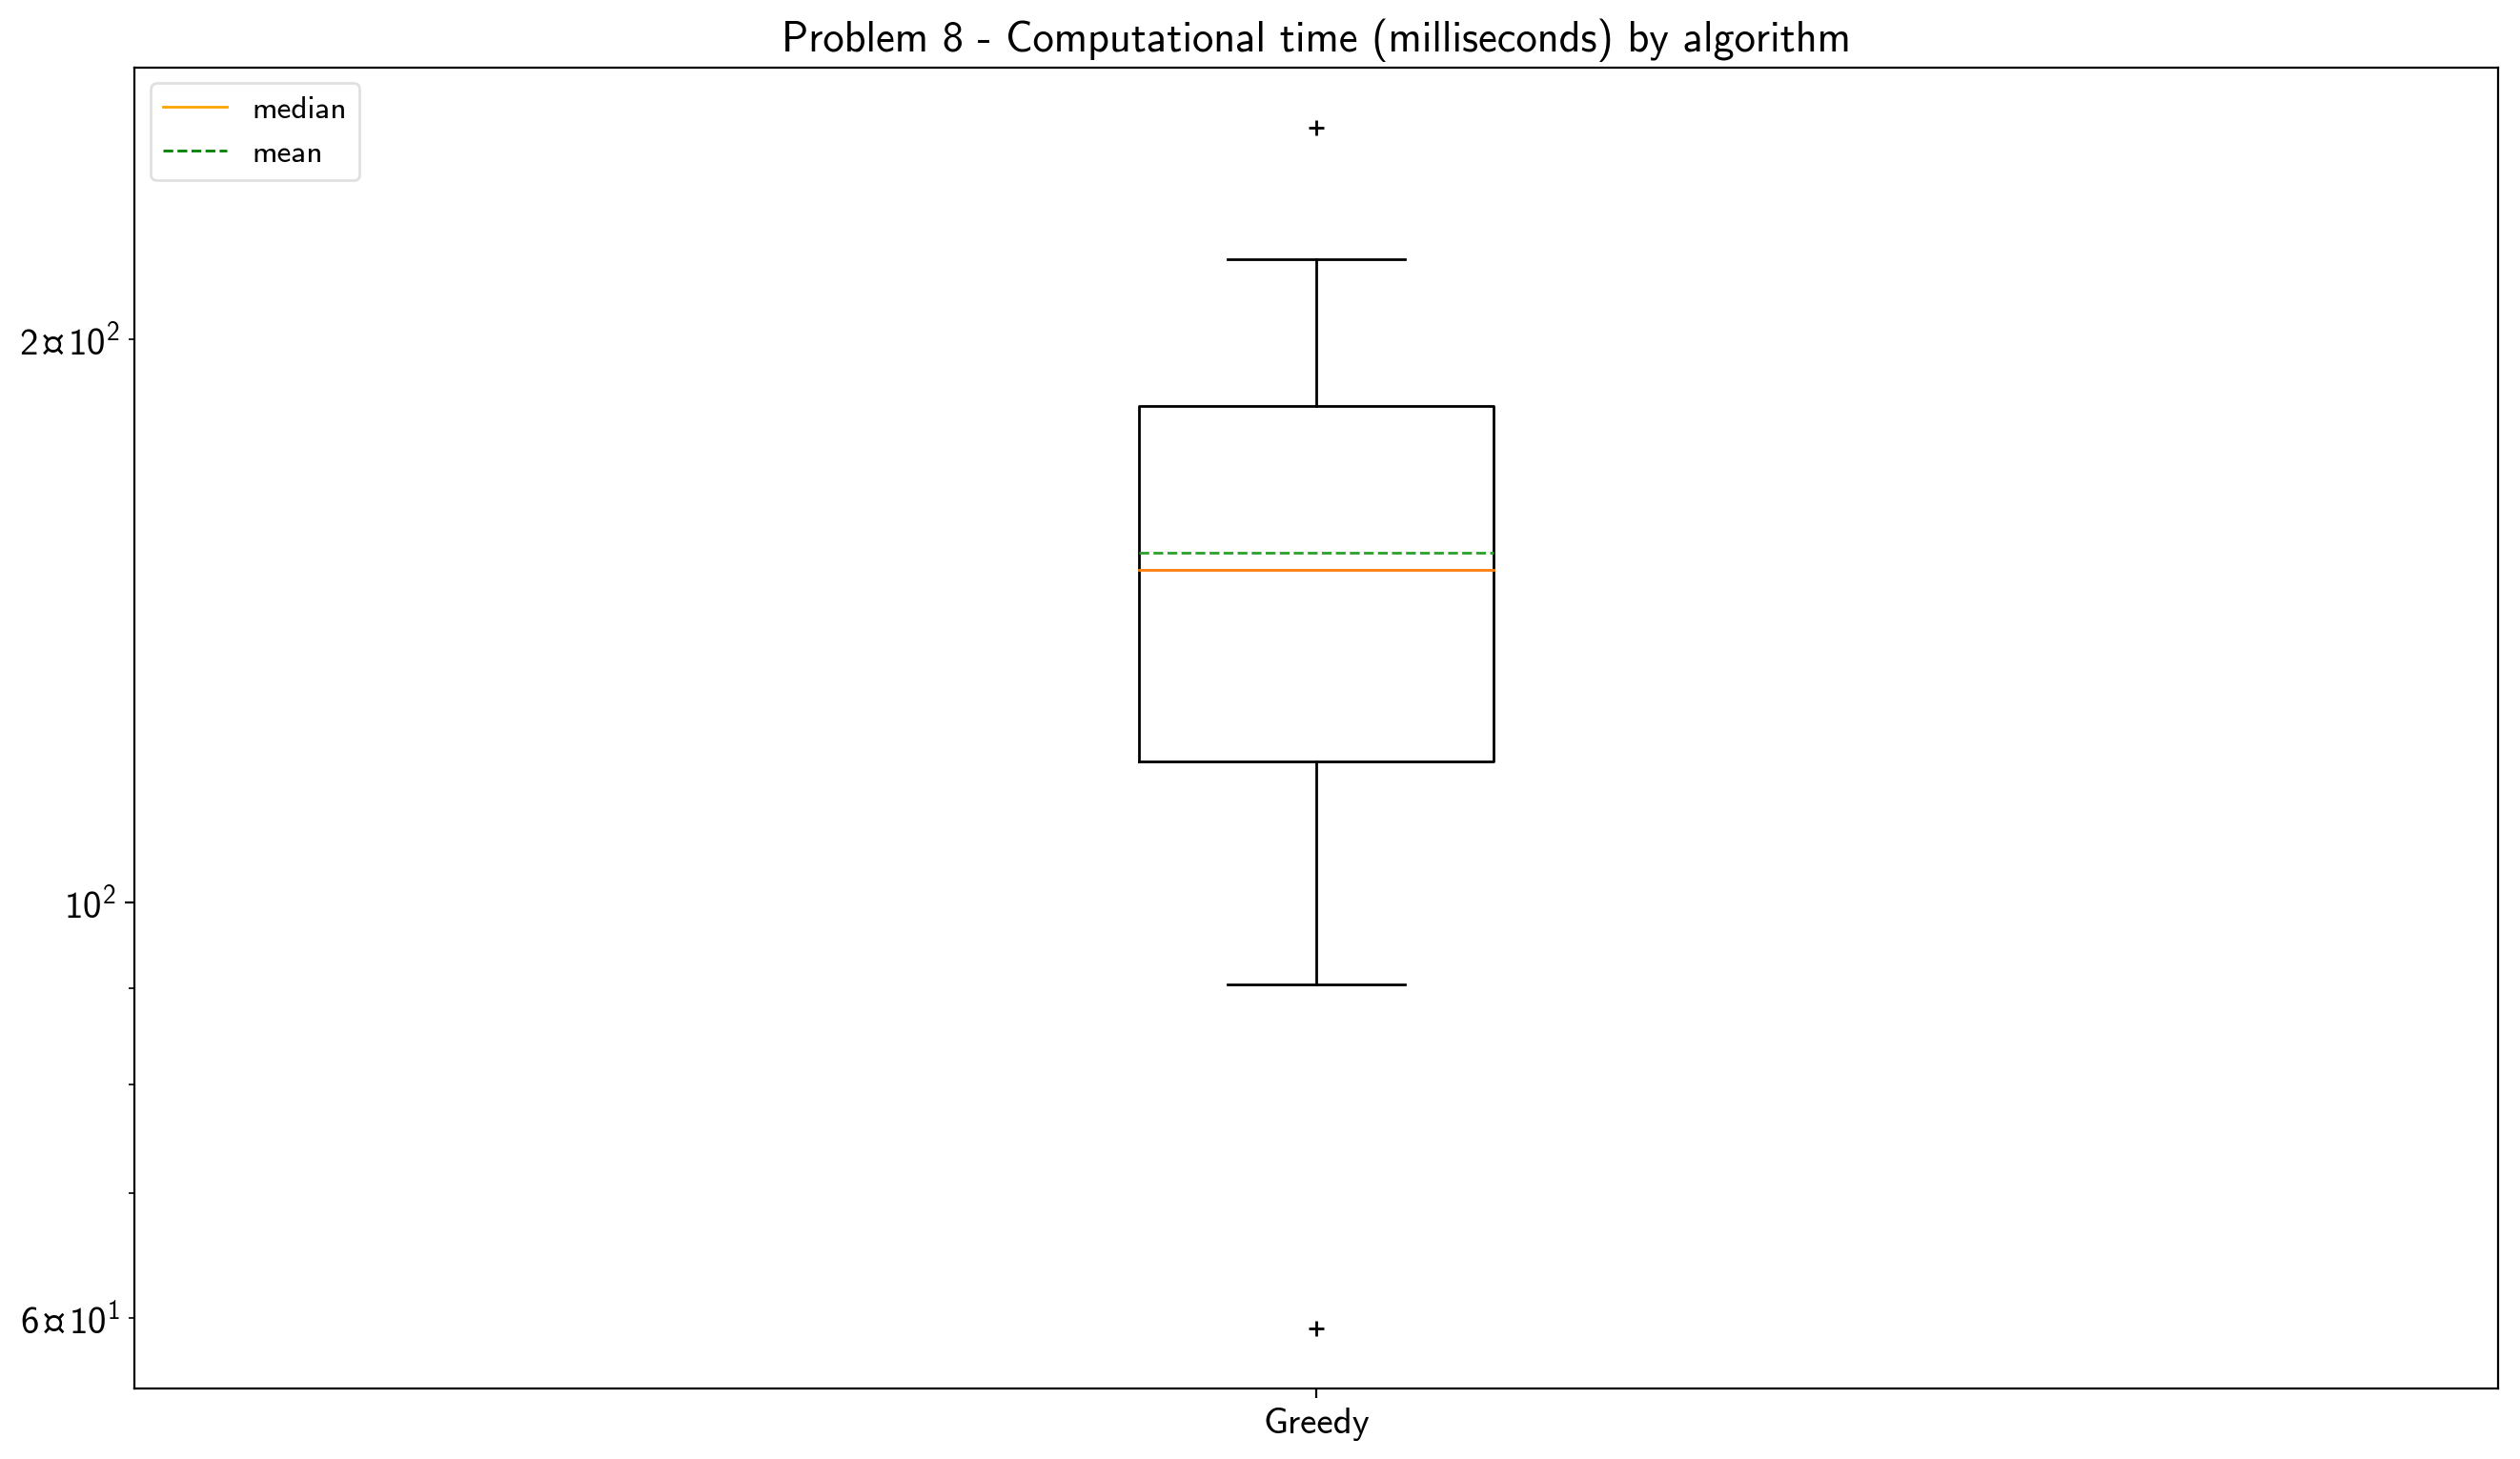 Problem 8 - Computational time (milliseconds) by algorithm
median
mean
2¤10²
10²
6¤10¹
Greedy